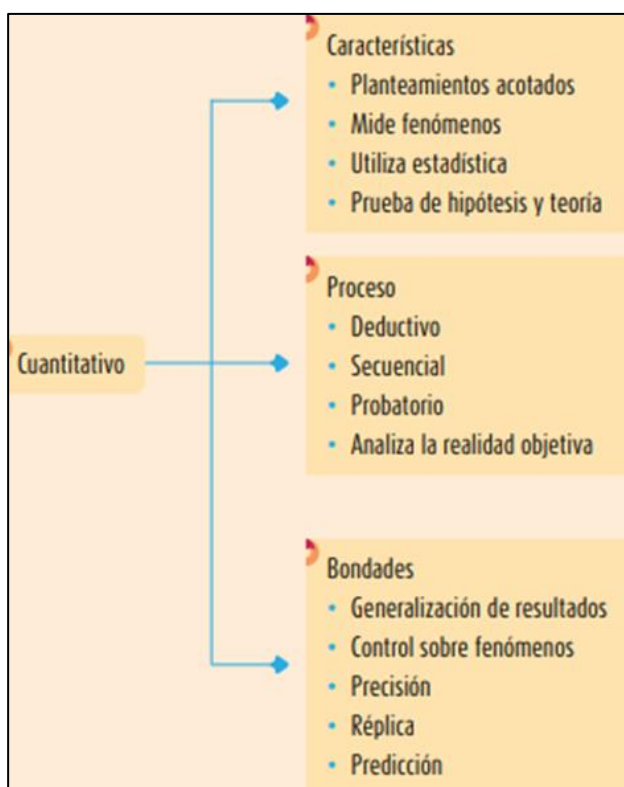 Características
• Planteamientos acotados
• Mide fenómenos
• Utiliza estadística
• Prueba de hipótesis y teoría
Proceso
• Deductivo
• Secuencial
• Probatorio
• Analiza la realidad objetiva
Cuantitativo
Bondades
• Generalización de resultados
• Control sobre fenómenos
• Precisión
• Réplica
• Predicción